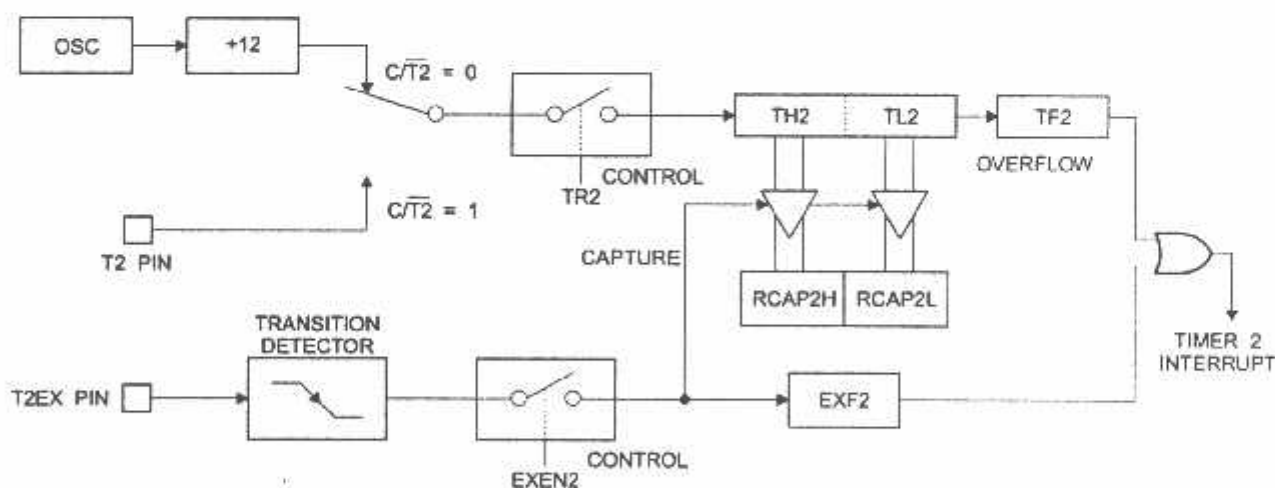 OSC
+12
C/T2 = 0
TH2
TL2
TF2
OVERFLOW
CONTROL
TR2
C/T2 = 1
T2 PIN
CAPTURE
RCAP2H
RCAP2L
TRANSITION
DETECTOR
TIMER 2
INTERRUPT
T2EX PIN
EXF2
CONTROL
EXEN2